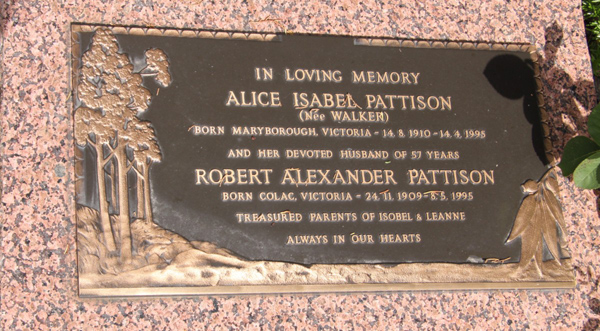 IN LOVING MEMORY
ALICE ISABEL PATTISON
(Née WALKER)
BORN MARYBOROUGH, VICTORIA - 14.8.1910 - 14.4.1995
AND HER DEVOTED HUSBAND OF 57 YEARS
ROBERT ALEXANDER PATTISON
BORN COLAC, VICTORIA - 24.11.1909 - 8.5.1995
TREASURED PARENTS OF ISOBEL & LEANNE
ALWAYS IN OUR HEARTS